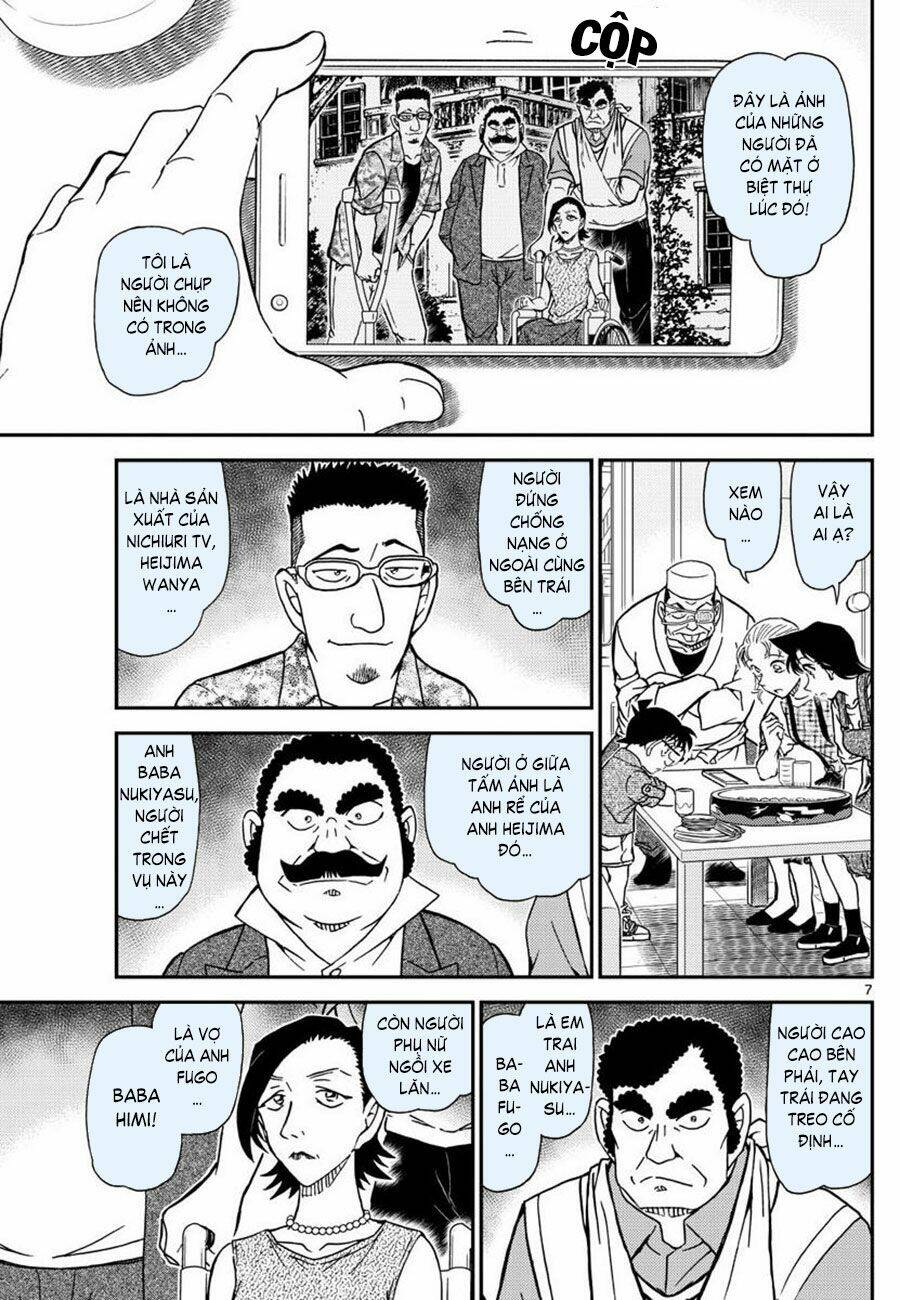 CỘP
ĐÂY LÀ ẢNH
CỦA NHỮNG
NGƯỜI ĐÃ
CÓ MẶT Ở
BIỆT THỰ
LÚC ĐÓ!
TÔI LÀ
NGƯỜI CHỤP
NÊN KHÔNG
CÓ TRONG
ẢNH...
VẬY
AI LÀ
AI Ạ?
XEM
NÀO
...
NGƯỜI
ĐỨNG
CHỐNG
NẠNG Ở
NGOÀI CÙNG
BÊN TRÁI
...
LÀ NHÀ SẢN
XUẤT CỦA
NICHIURI TV,
HEIJIMA
WANYA
...
NGƯỜI Ở GIỮA
TẤM ẢNH LÀ
ANH RỂ CỦA
ANH HEIJIMA
ĐÓ...
ANH
BABA
NUKIYASU,
NGƯỜI
CHẾT
TRONG
VỤ NÀY
...
7
NGƯỜI CAO
CAO BÊN
PHẢI, TAY
TRÁI ĐANG
TREO CỐ
ĐỊNH...
LÀ EM
TRAI
ANH
NUKIYA-
SU...
BA-
BA
FU-
GO
...
CÒN NGƯỜI
PHỤ NỮ
NGỒI XE
LĂN...
LÀ VỢ
CỦA ANH
FUGO
...
BABA
HIMI!